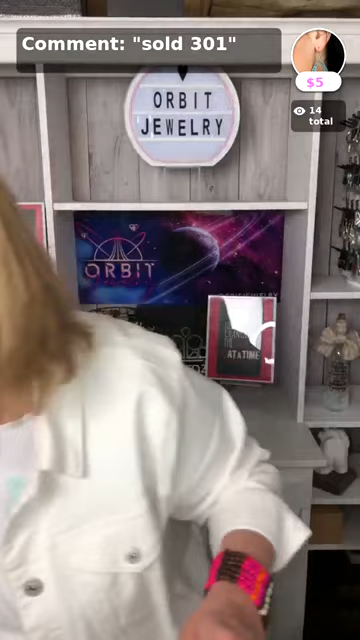 Comment: "sold 301"
$5
14
total
ORBIT
JEWELRY
ORBIT
AT A TIME